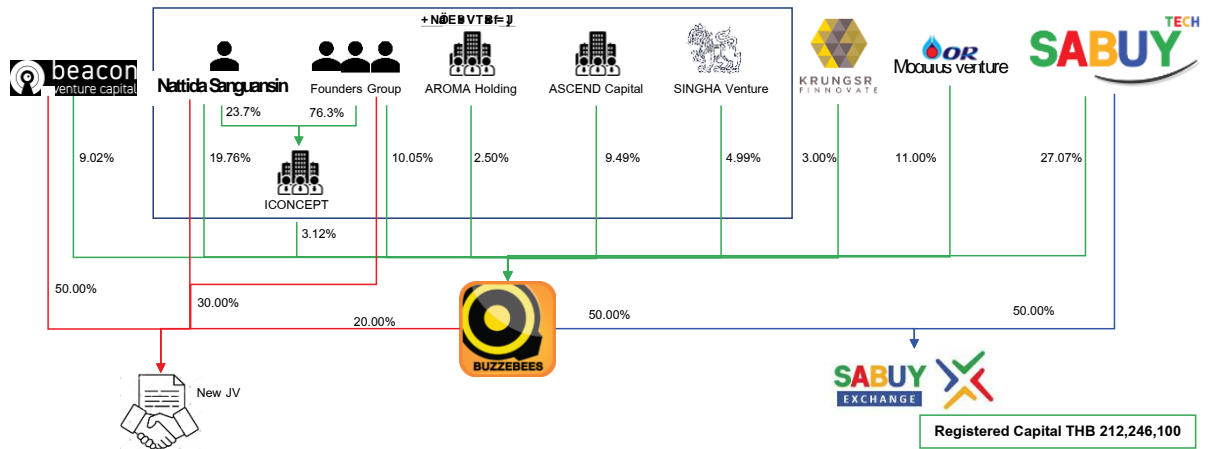 TECH
SABUY
beacon
venture capital
KRUNGSR
FINNOVATE
OR
Modulus Venture
Nattida Sanguansin
Founders Group
AROMA Holding
ASCEND Capital
SINGHA Venture
23.7%
76.3%
9.02%
19.76%
10.05%
2.50%
9.49%
4.99%
3.00%
11.00%
27.07%
ICONCEPT
3.12%
50.00%
30.00%
20.00%
50.00%
50.00%
BUZZEBEES
New JV
SABUY
EXCHANGE
Registered Capital THB 212,246,100